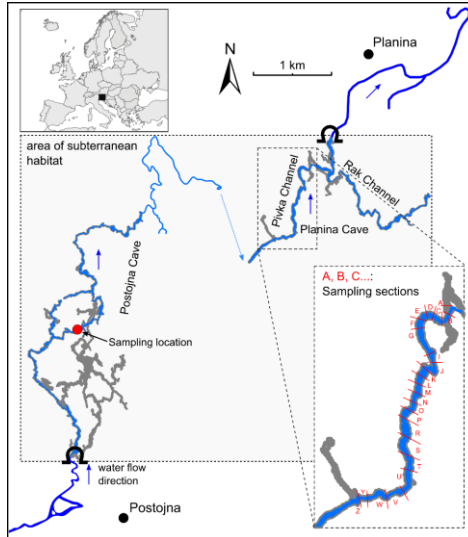 Planina
N
1 km
area of subterranean
habitat
Pivka Channel
Rak Channel
Planina Cave
Postojna Cave
A, B, C...:
Sampling sections
Sampling location
E
D
C
A
F
G
I
J
K
L
M
N
O
P
R
S
T
U
V
W
Z
water flow
direction
Postojna